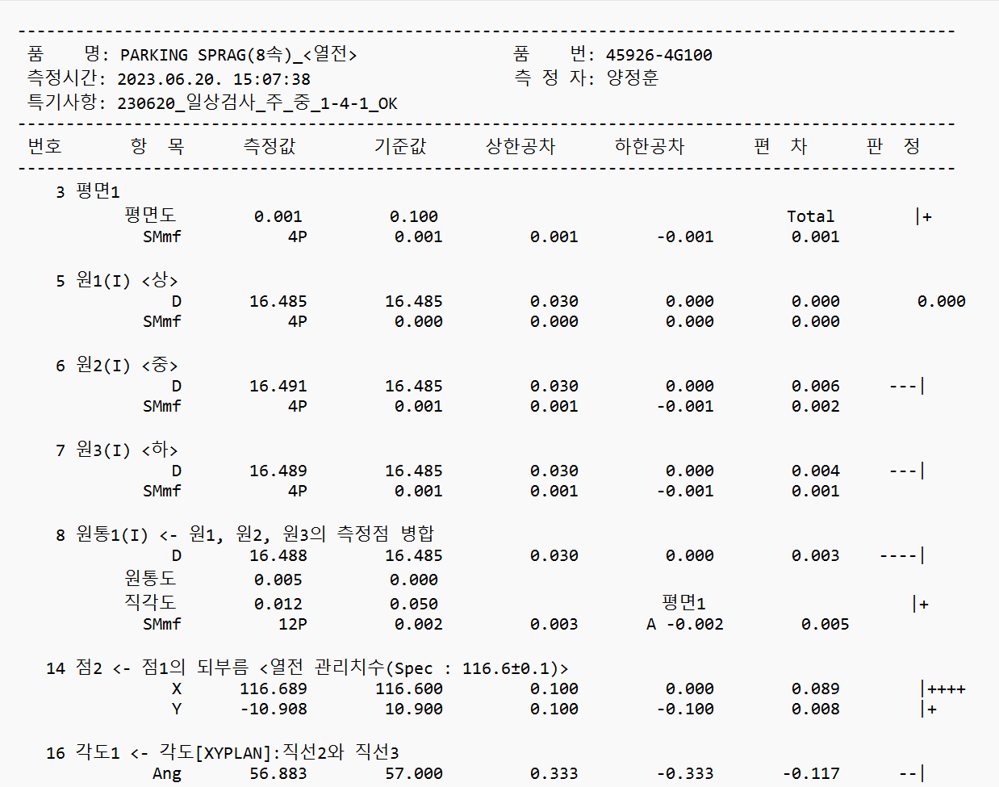 ------------------------------------------------------------------------------------------------
품 명: PARKING SPRAG(8속)_<열전> 품 번: 45926-4G100
측정시간: 2023.06.20. 15:07:38 측 정 자: 양정훈
특기사항: 230620_일상검사_주_중_1-4-1_OK
------------------------------------------------------------------------------------------------
번호 항 목 측정값 기준값 상한공차 하한공차 편 차 판 정
------------------------------------------------------------------------------------------------
3 평면1
평면도 0.001 0.100 Total |+
SMmf 4P 0.001 0.001 -0.001 0.001
5 원1(I) <상>
D 16.485 16.485 0.030 0.000 0.000 0.000
SMmf 4P 0.000 0.000 0.000 0.000
6 원2(I) <중>
D 16.491 16.485 0.030 0.000 0.006 ---|
SMmf 4P 0.001 0.001 -0.001 0.002
7 원3(I) <하>
D 16.489 16.485 0.030 0.000 0.004 ---|
SMmf 4P 0.001 0.001 -0.001 0.001
8 원통1(I) <- 원1, 원2, 원3의 측정점 병합
D 16.488 16.485 0.030 0.000 0.003 ----|
원통도 0.005 0.000
직각도 0.012 0.050 평면1 |+
SMmf 12P 0.002 0.003 A -0.002 0.005
14 점2 <- 점1의 되부름 <열전 관리치수(Spec : 116.6±0.1)>
X 116.689 116.600 0.100 0.000 0.089 |++++
Y -10.908 10.900 0.100 -0.100 0.008 |+
16 각도1 <- 각도[XYPLAN]:직선2와 직선3
Ang 56.883 57.000 0.333 -0.333 -0.117 --|